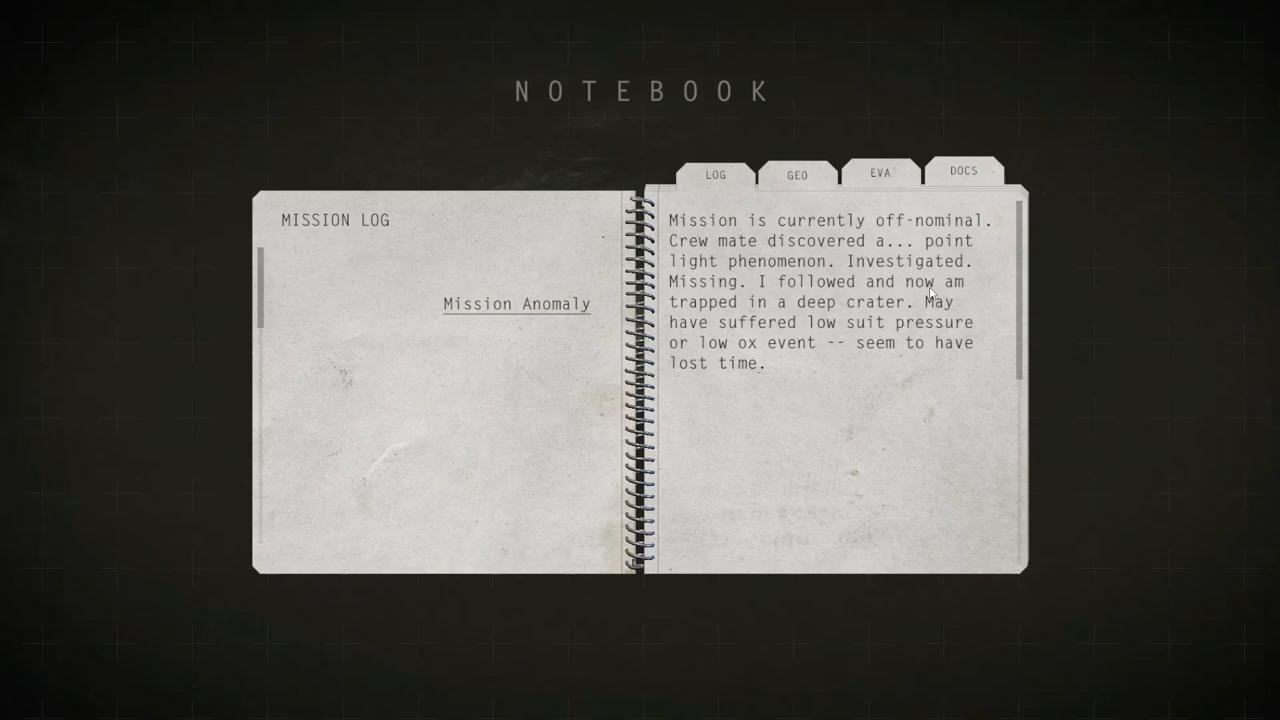 NOTEBOOK
LOG
GEO
EVA
DOCS
MISSION LOG
Mission Anomaly
Mission is currently off-nominal.
Crew mate discovered a... point
light phenomenon. Investigated.
Missing. I followed and now am
trapped in a deep crater. May
have suffered low suit pressure
or low ox event -- seem to have
lost time.